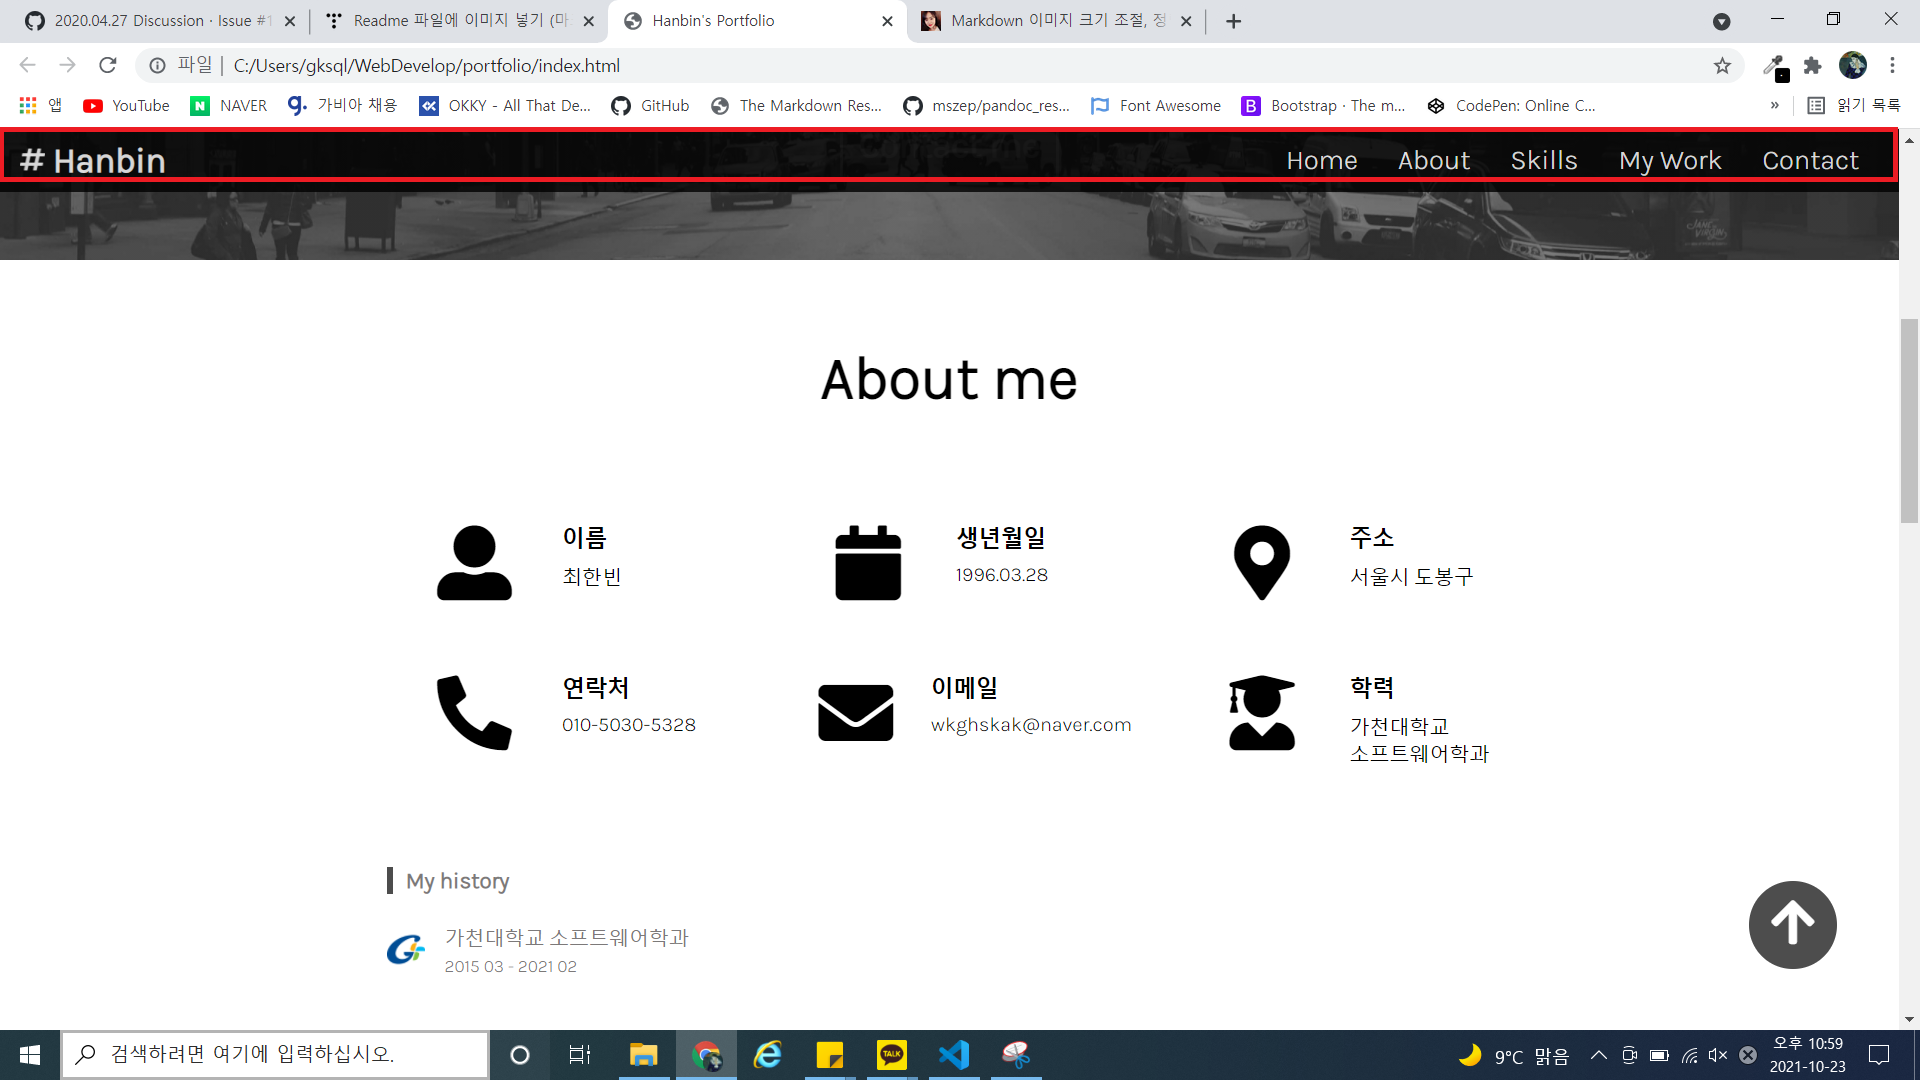 2020.04.27 Discussion · Issue #1
Readme 파일에 이미지 넣기 (마
Hanbin's Portfolio
Markdown 이미지 크기 조절, 정
파일 | C:/Users/gksql/WebDevelop/portfolio/index.html
앱 YouTube NAVER 가비아 채용 OKKY - All That De... GitHub The Markdown Res... mszep/pandoc_res... Font Awesome Bootstrap · The m... CodePen: Online C... » 읽기 목록
# Hanbin
Home About Skills My Work Contact
About me
이름
최한빈
생년월일
1996.03.28
주소
서울시 도봉구
연락처
010-5030-5328
이메일
wkghskak@naver.com
학력
가천대학교
소프트웨어학과
My history
가천대학교 소프트웨어학과
2015 03 - 2021 02
검색하려면 여기에 입력하십시오.
TALK
9°C 맑음
오후 10:59
2021-10-23